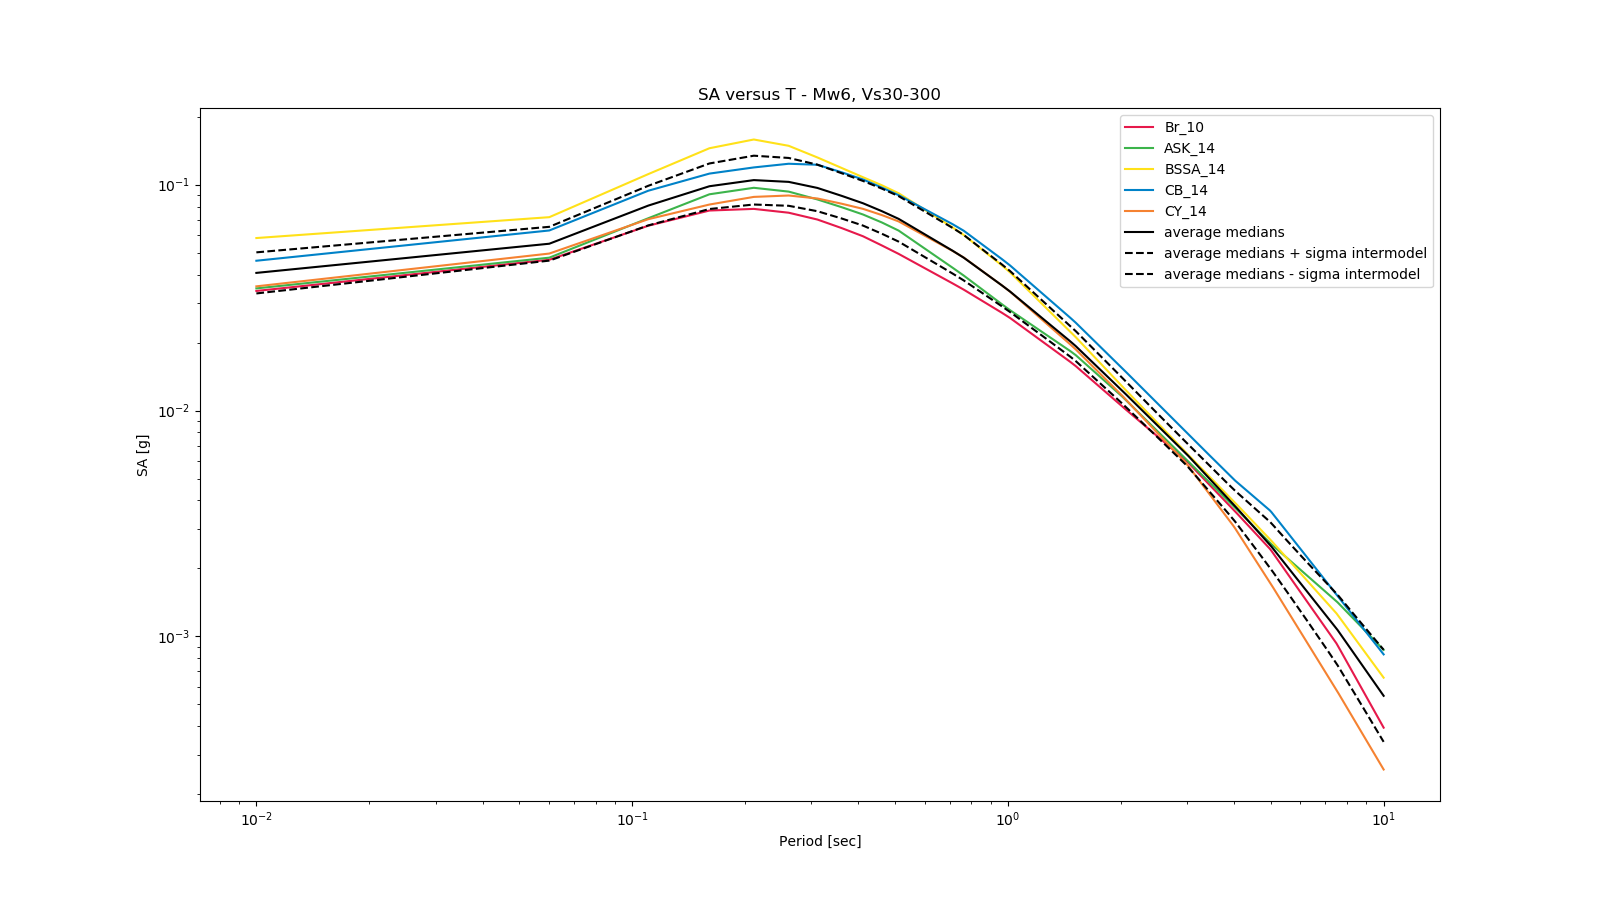 SA versus T - Mw6, Vs30-300
Br_10
ASK_14
BSSA_14
CB_14
CY_14
average medians
average medians + sigma intermodel
average medians - sigma intermodel
SA [g]
10⁻¹
10⁻²
10⁻³
10⁻² 10⁻¹ 10⁰ 10¹
Period [sec]